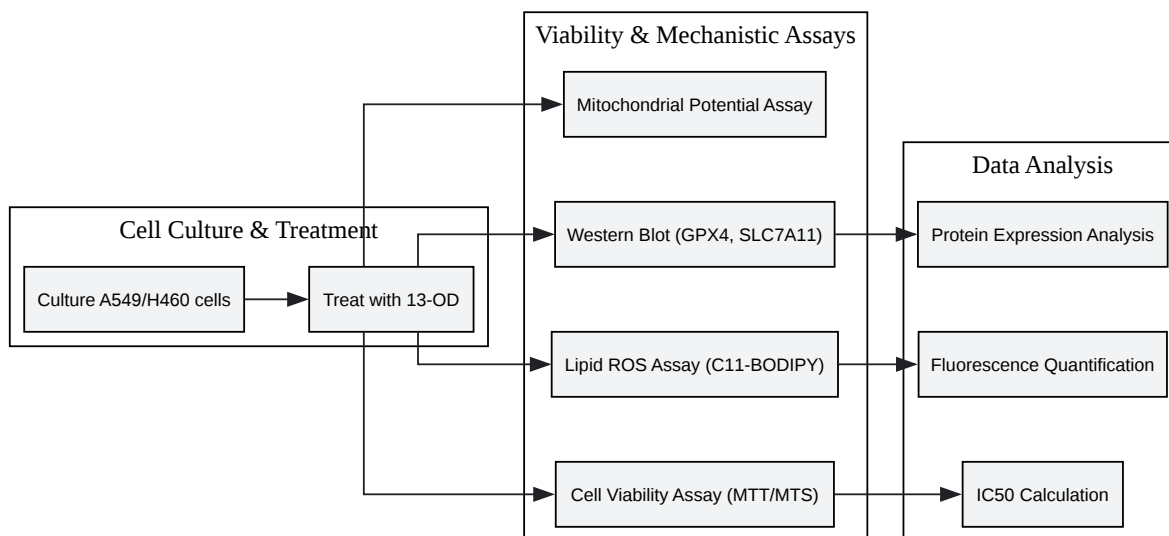 Viability & Mechanistic Assays
Mitochondrial Potential Assay
Data Analysis
Cell Culture & Treatment
Western Blot (GPX4, SLC7A11)
Protein Expression Analysis
Culture A549/H460 cells
Treat with 13-OD
Lipid ROS Assay (C11-BODIPY)
Fluorescence Quantification
Cell Viability Assay (MTT/MTS)
IC50 Calculation